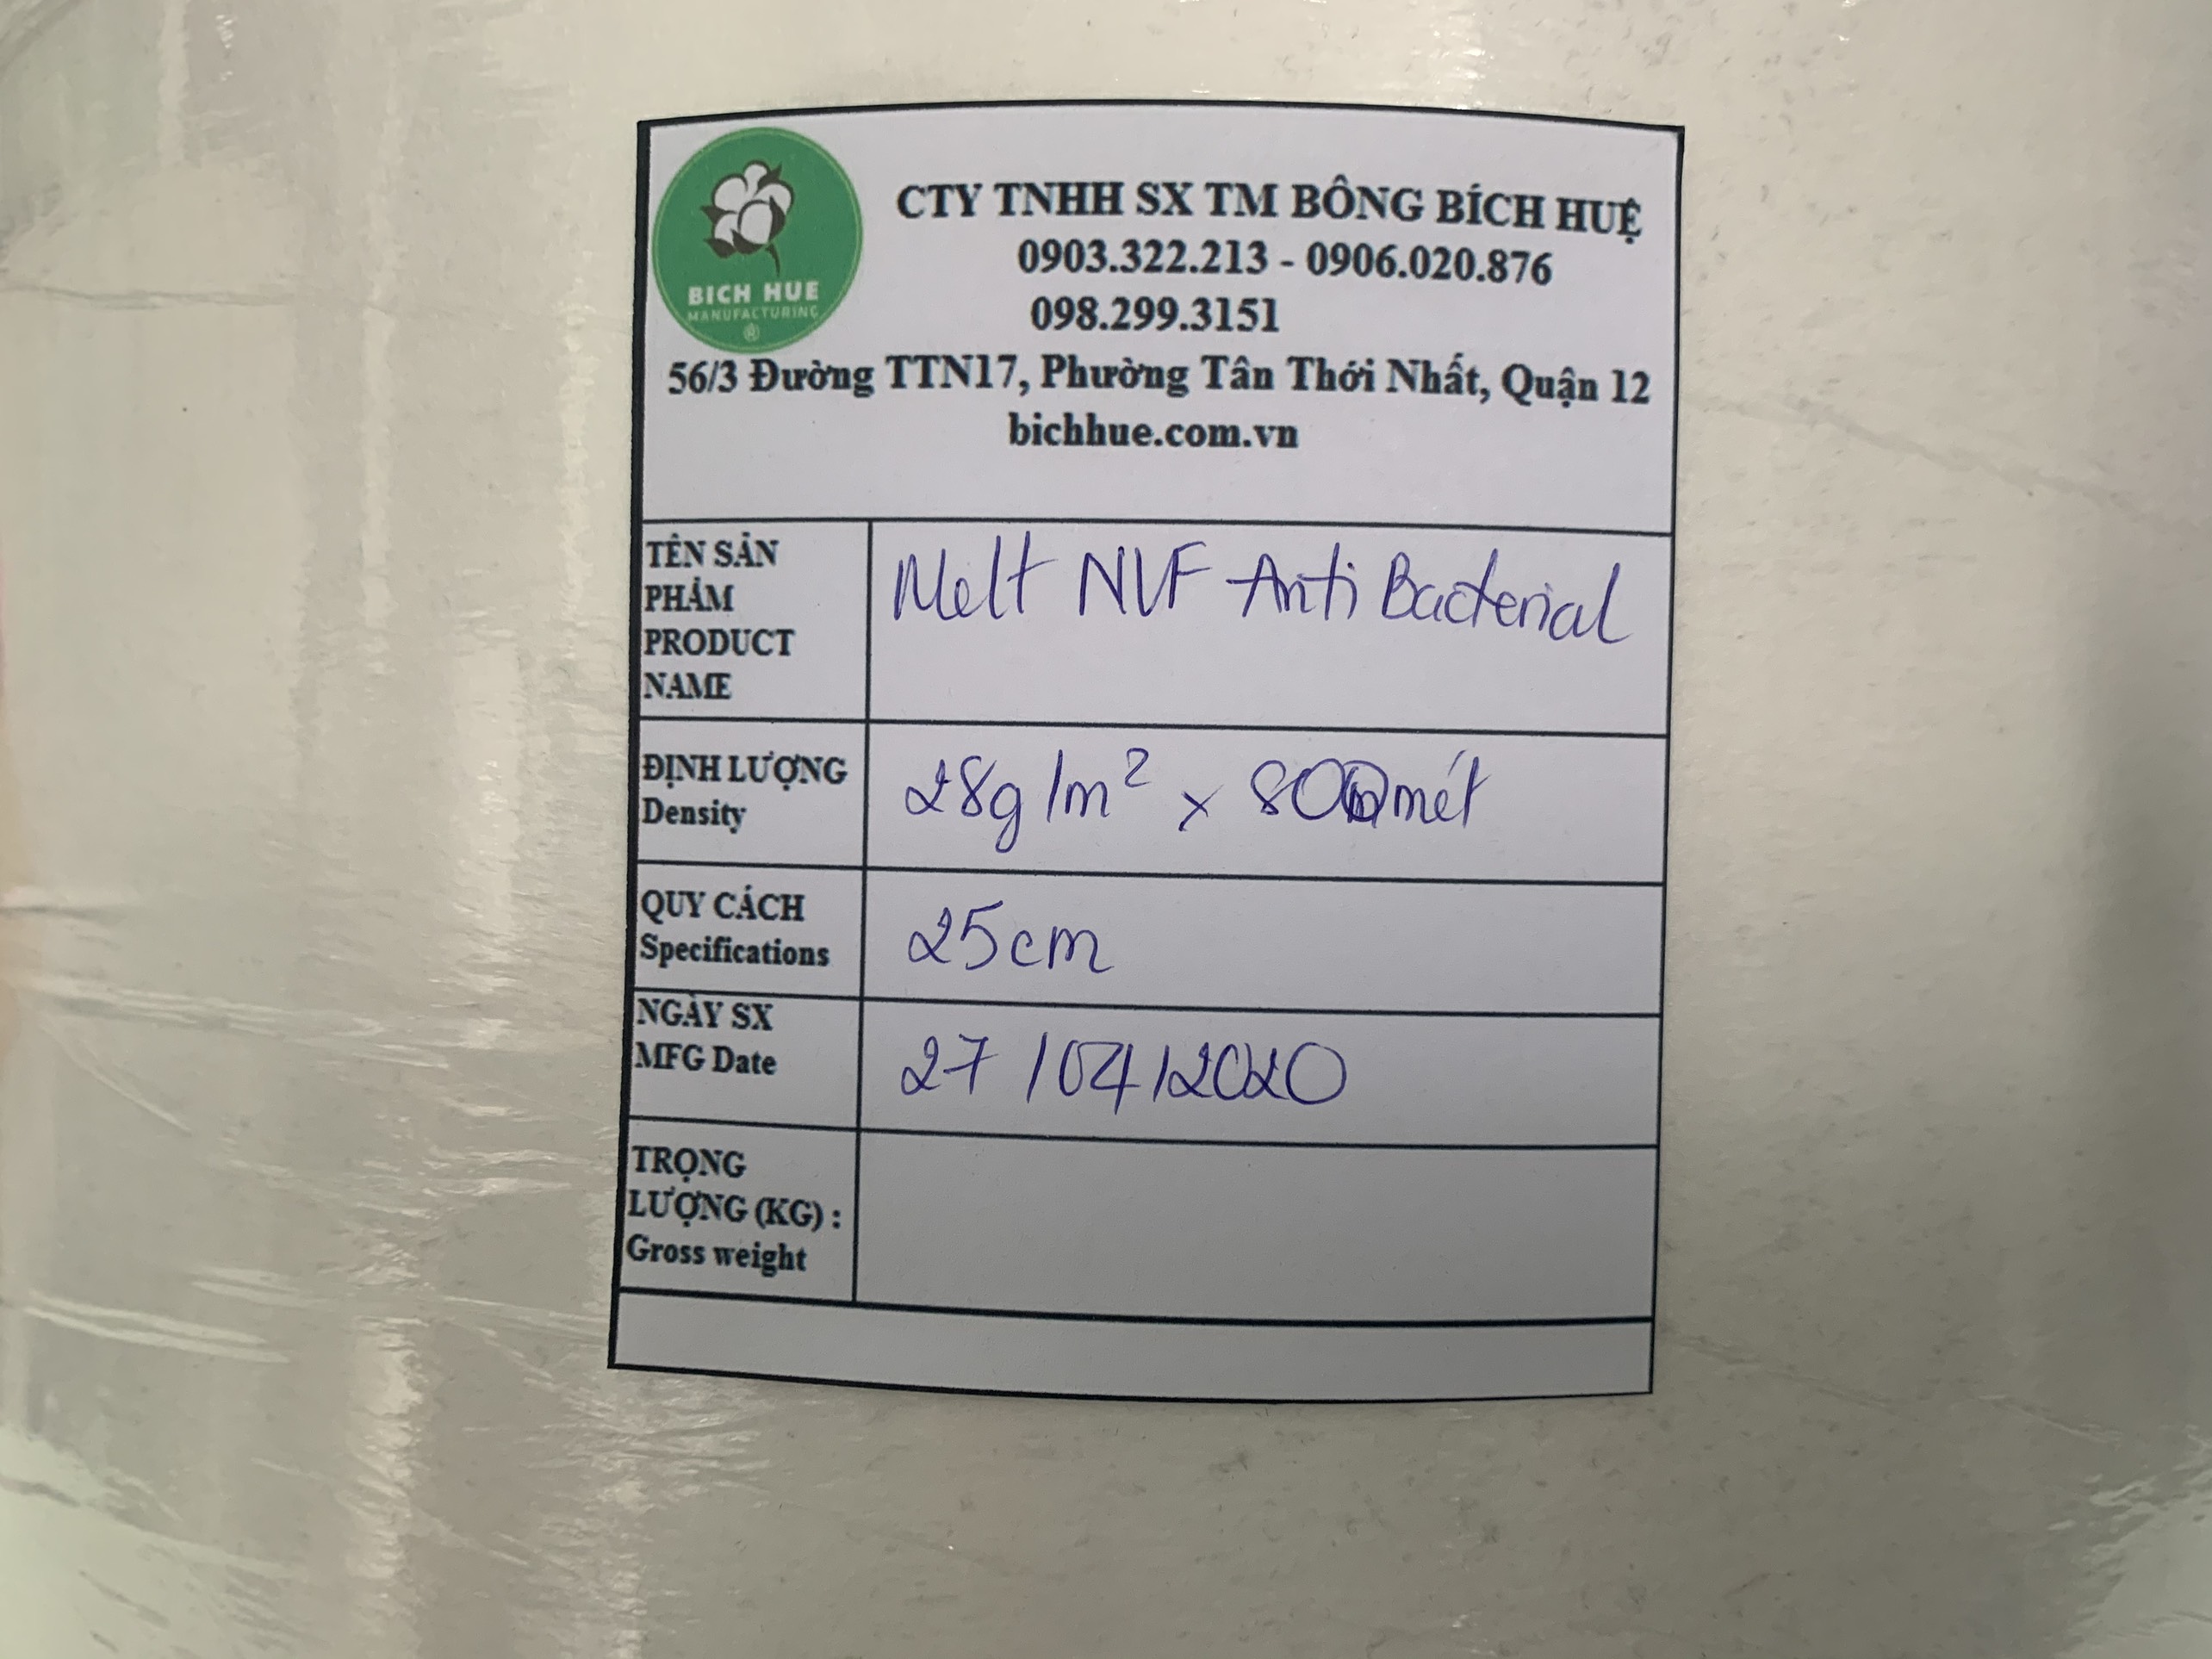 BICH HUE
MANUFACTURING
CTY TNHH SX TM BÔNG BÍCH HUỆ
0903.322.213 - 0906.020.876
098.299.3151
56/3 Đường TTN17, Phường Tân Thới Nhất, Quận 12
bichhue.com.vn
TÊN SẢN
PHẨM
PRODUCT
NAME
Melt NVF Anti Bacterial
ĐỊNH LƯỢNG
Density
28g/m² x 800mét
QUY CÁCH
Specifications
25cm
NGÀY SX
MFG Date
27/04/2020
TRỌNG
LƯỢNG (KG) :
Gross weight